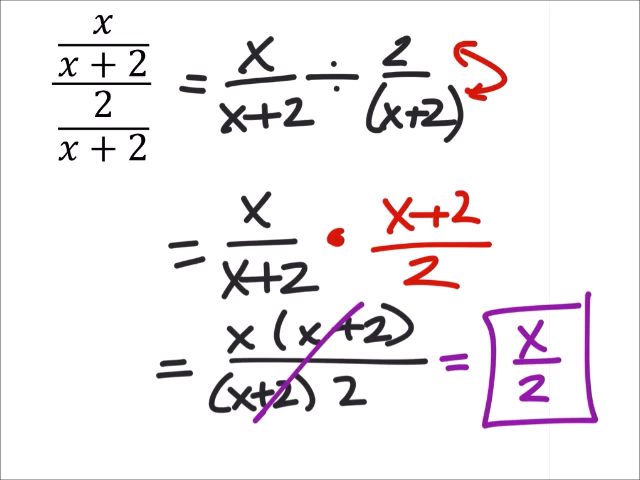 x/(x + 2) / 2/(x + 2) = x/(x+2) ÷ 2/(x+2)
= x/(x+2) • (x+2)/2
= x(x+2)/(x+2)2 = x/2